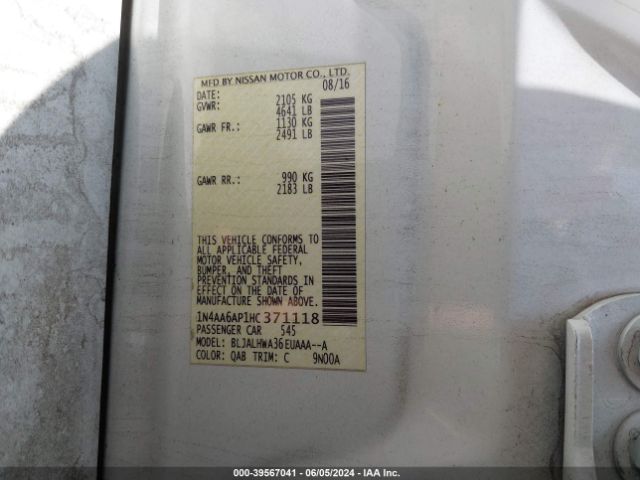 MFD BY NISSAN MOTOR CO., LTD.
DATE: 08/16
GVWR: 2105 KG
4641 LB
GAWR FR.: 1130 KG
2491 LB
GAWR RR.: 990 KG
2183 LB
THIS VEHICLE CONFORMS TO
ALL APPLICABLE FEDERAL
MOTOR VEHICLE SAFETY,
BUMPER, AND THEFT
PREVENTION STANDARDS IN
EFFECT ON THE DATE OF
MANUFACTURE SHOWN ABOVE.
1N4AA6AP1HC371118
PASSENGER CAR 545
MODEL: BLJALHWA36EUAAA--A
COLOR: QAB TRIM: C 9N00A
000-39567041 - 06/05/2024 - IAA Inc.